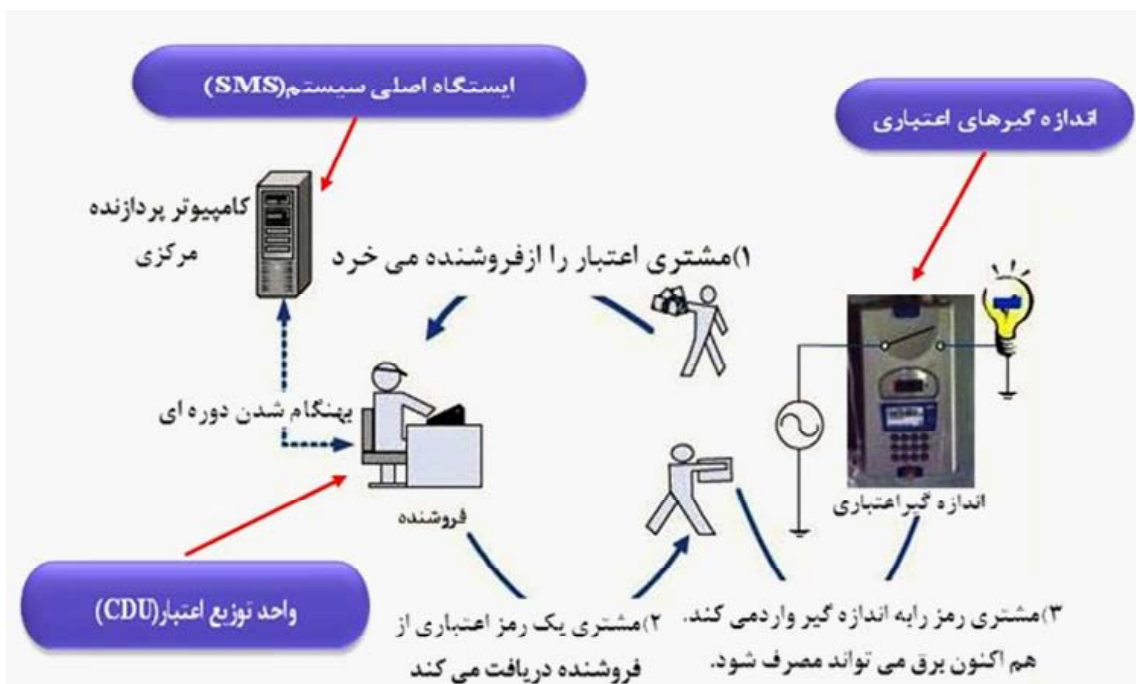 ایستگاه اصلی سیستم(SMS)
اندازه گیرهای اعتباری
کامپیوتر پردازنده
مرکزی
۱)مشتری اعتبار را ازفروشنده می خرد
بهنگام شدن دوره ای
فروشنده
اندازه گیراعتباری
واحد توزیع اعتبار(CDU)
۲)مشتری یک رمز اعتباری از
فروشنده دریافت می کند
۳)مشتری رمز رابه اندازه گیر واردمی کند.
هم اکنون برق می تواند مصرف شود.